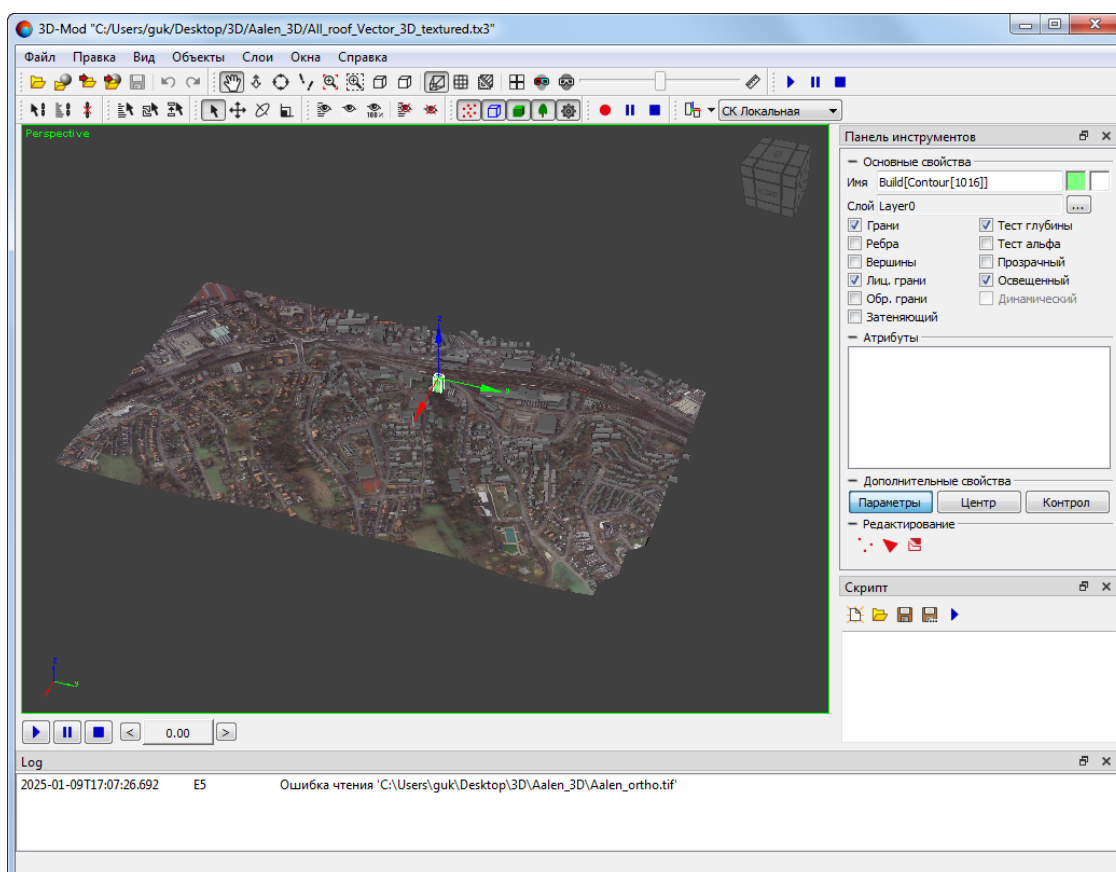 3D-Mod "C:/Users/guk/Desktop/3D/Aalen_3D/All_roof_Vector_3D_textured.tx3"
Файл Правка Вид Объекты Слои Окна Справка
100%
СК Локальная
Perspective
z
y
z
y
Панель инструментов
Основные свойства
Имя Build[Contour[1016]]
Слой Layer0 ...
Грани Тест глубины
Ребра Тест альфа
Вершины Прозрачный
Лиц. грани Освещенный
Обр. грани Динамический
Затеняющий
Атрибуты
Дополнительные свойства
Параметры Центр Контрол
Редактирование
Скрипт
< 0.00 >
Log
2025-01-09T17:07:26.692 E5 Ошибка чтения 'C:\Users\guk\Desktop\3D\Aalen_3D\Aalen_ortho.tif'